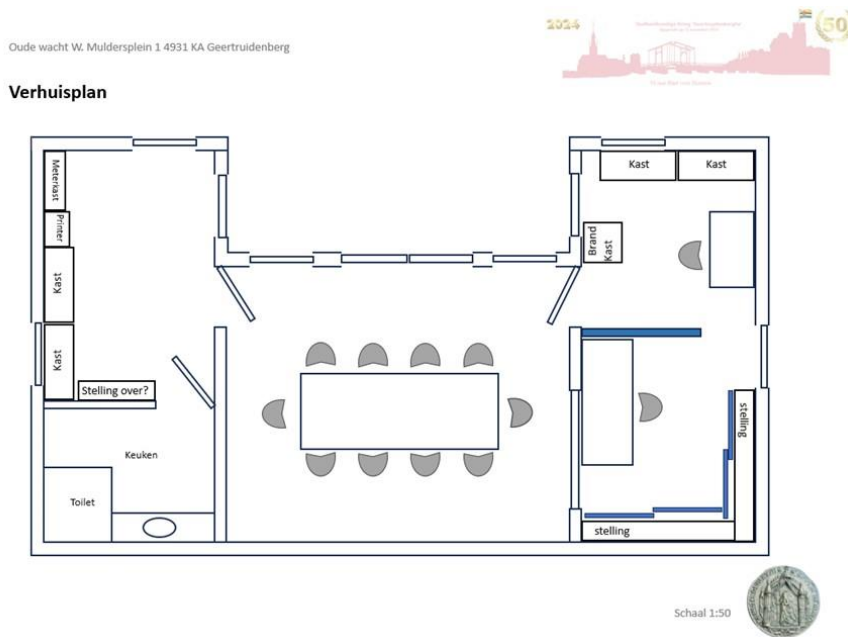 2024
50
Oude wacht W. Muldersplein 1 4931 KA Geertruidenberg
Verhuisplan
Meterkast
Printer
Kast
Kast
Stelling over?
Keuken
Toilet
Kast
Kast
Brand
Kast
stelling
stelling
Schaal 1:50